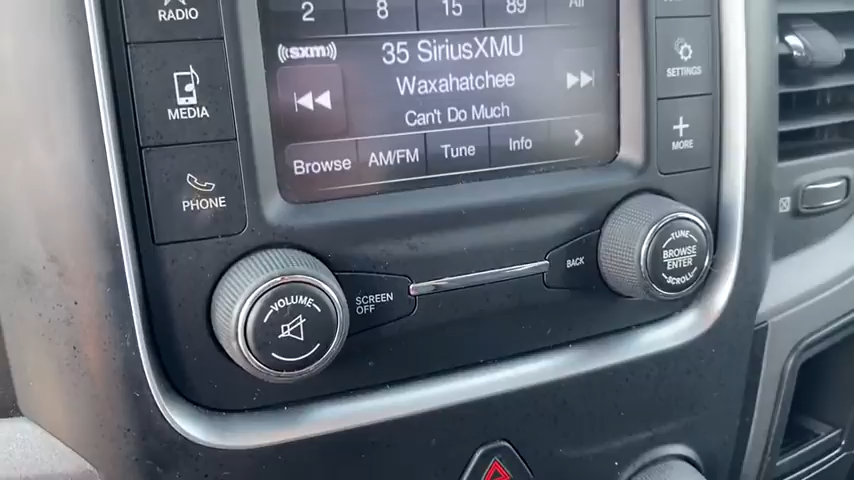 RADIO
MEDIA
PHONE
2 8 15 89 All
((sxm))
35 SiriusXM U
Waxahatchee
Can't Do Much
Browse AM/FM Tune Info
SETTINGS
MORE
VOLUME
SCREEN
OFF
BACK
TUNE
BROWSE
ENTER
SCROLL